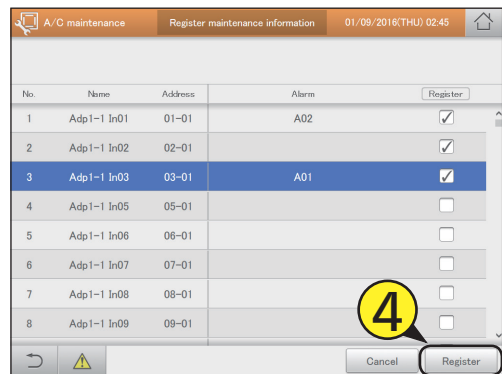 A/C maintenance Register maintenance information 01/09/2016(THU) 02:45
No. Name Address Alarm Register
1 Adp1-1 In01 01-01 A02
2 Adp1-1 In02 02-01
3 Adp1-1 In03 03-01 A01
4 Adp1-1 In05 05-01
5 Adp1-1 In06 06-01
6 Adp1-1 In07 07-01
7 Adp1-1 In08 08-01
8 Adp1-1 In09 09-01
4
Cancel Register